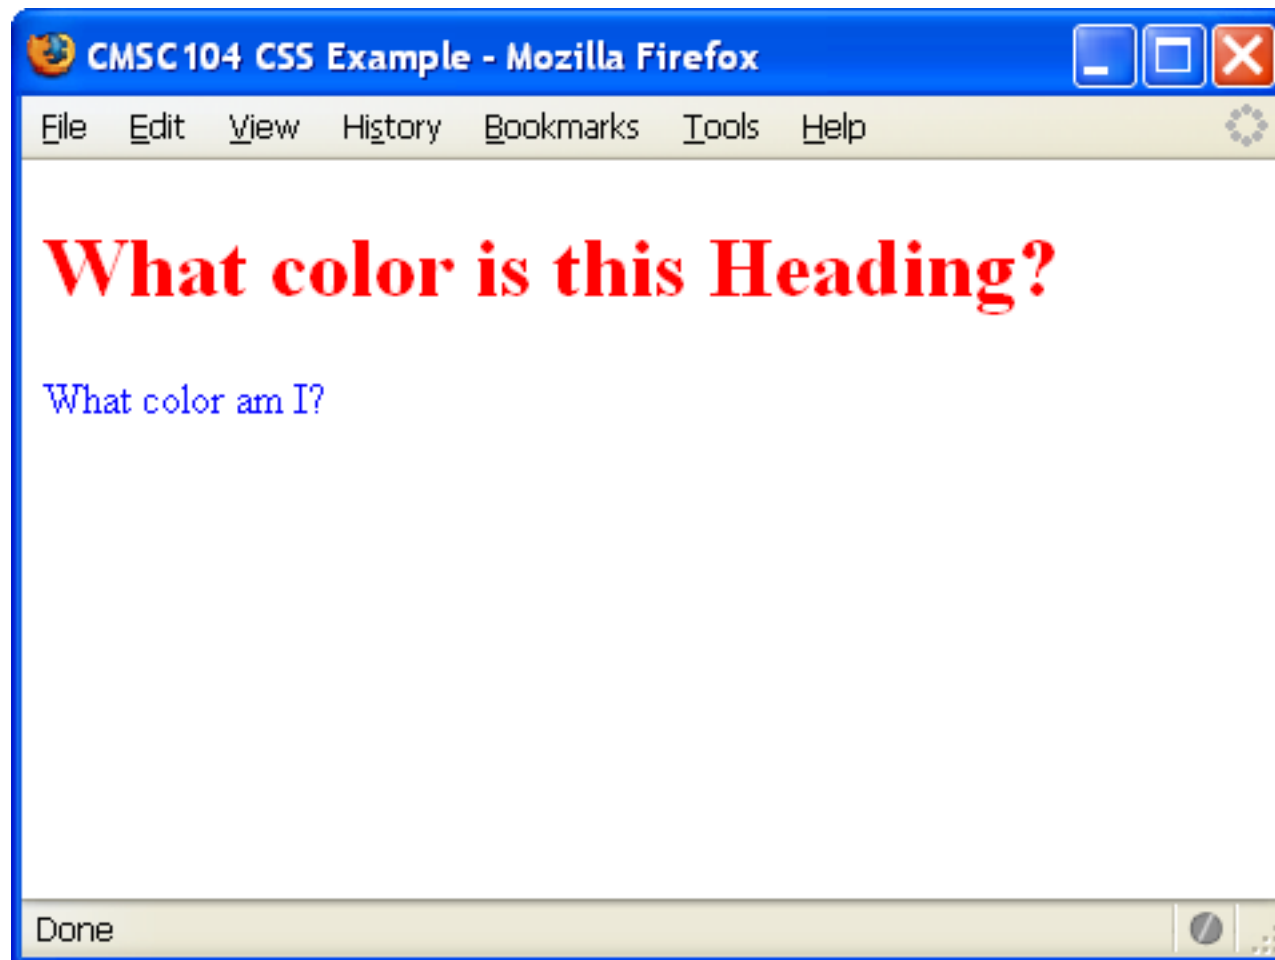 CMSC104 CSS Example - Mozilla Firefox
File Edit View History Bookmarks Tools Help
What color is this Heading?
What color am I?
Done